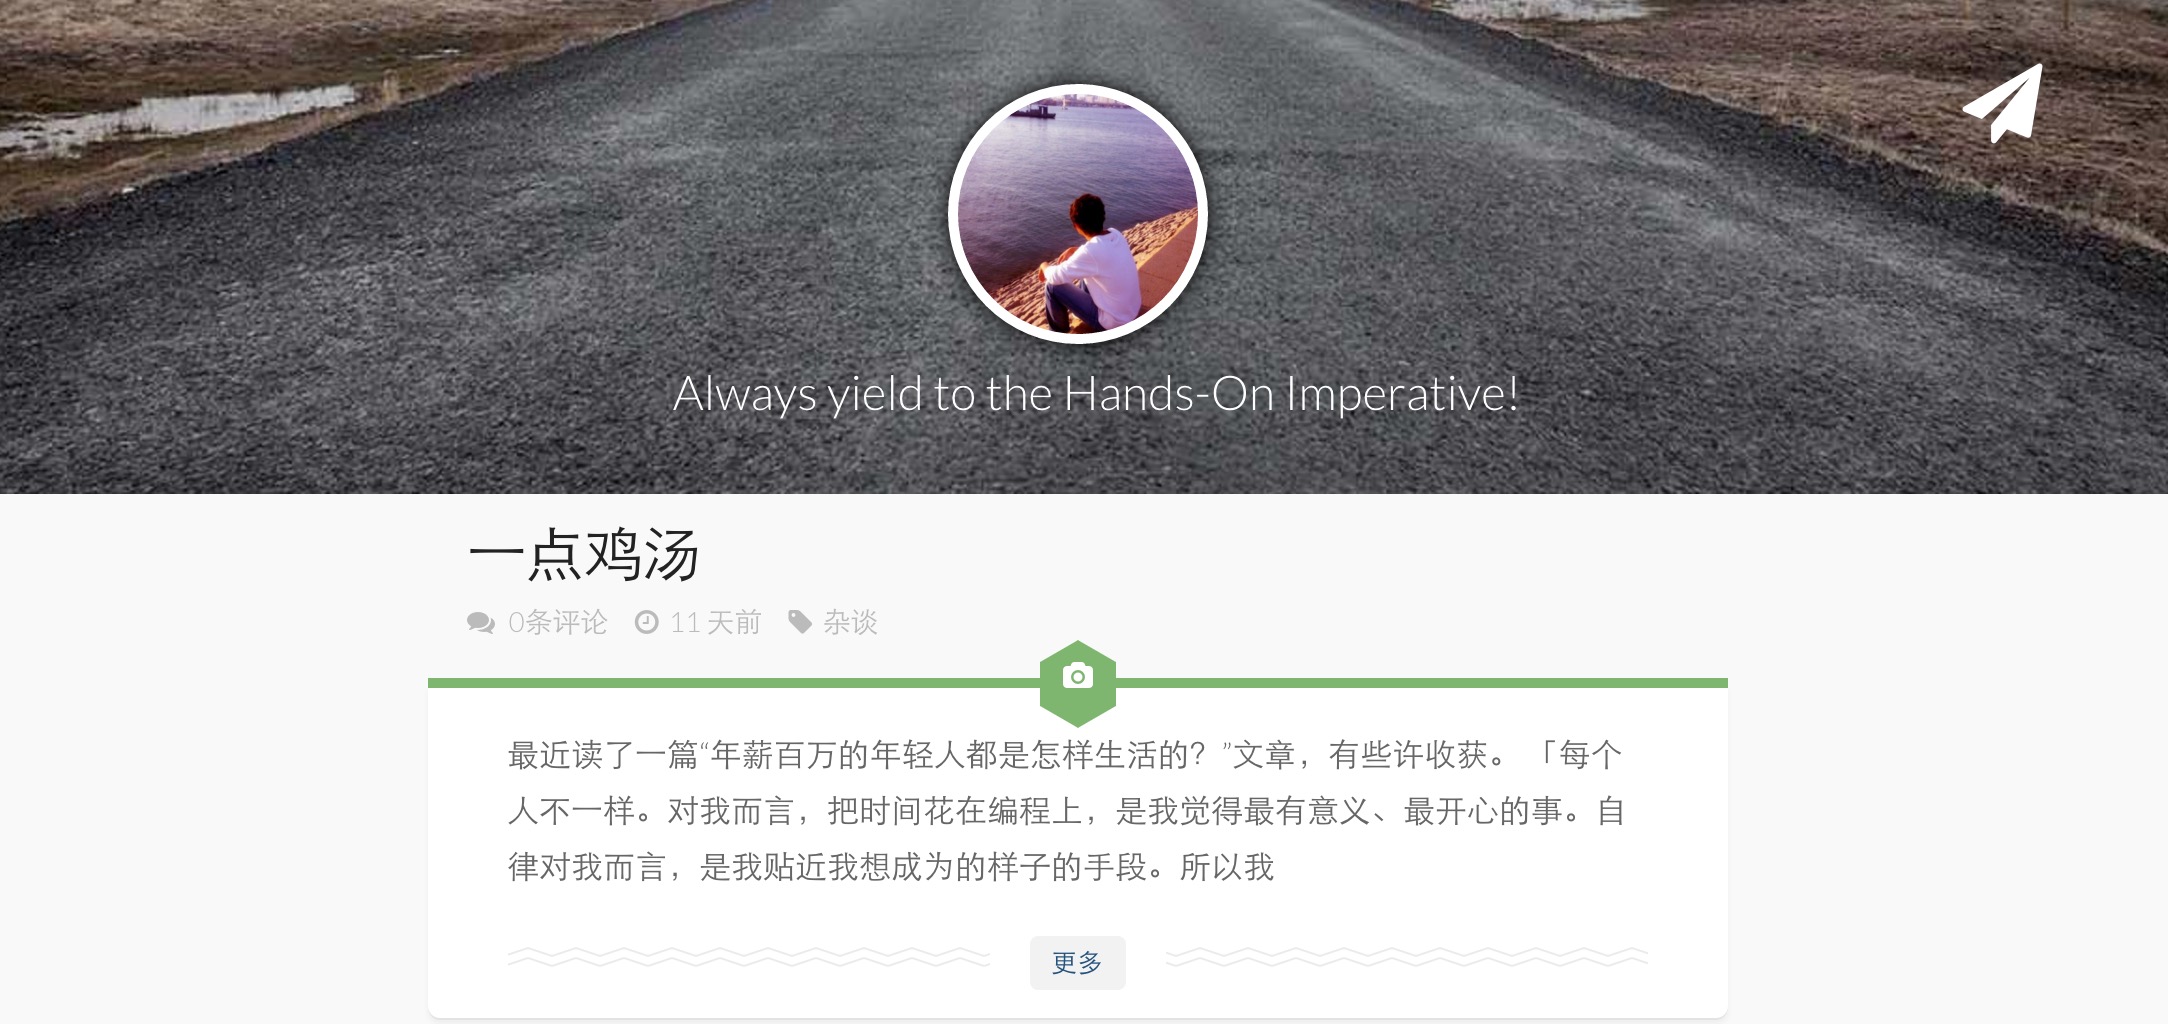 Always yield to the Hands-On Imperative!
一点鸡汤
0条评论 11 天前 杂谈
最近读了一篇“年薪百万的年轻人都是怎样生活的？”文章，有些许收获。 「每个
人不一样。对我而言，把时间花在编程上，是我觉得最有意义、最开心的事。自
律对我而言，是我贴近我想成为的样子的手段。所以我
更多